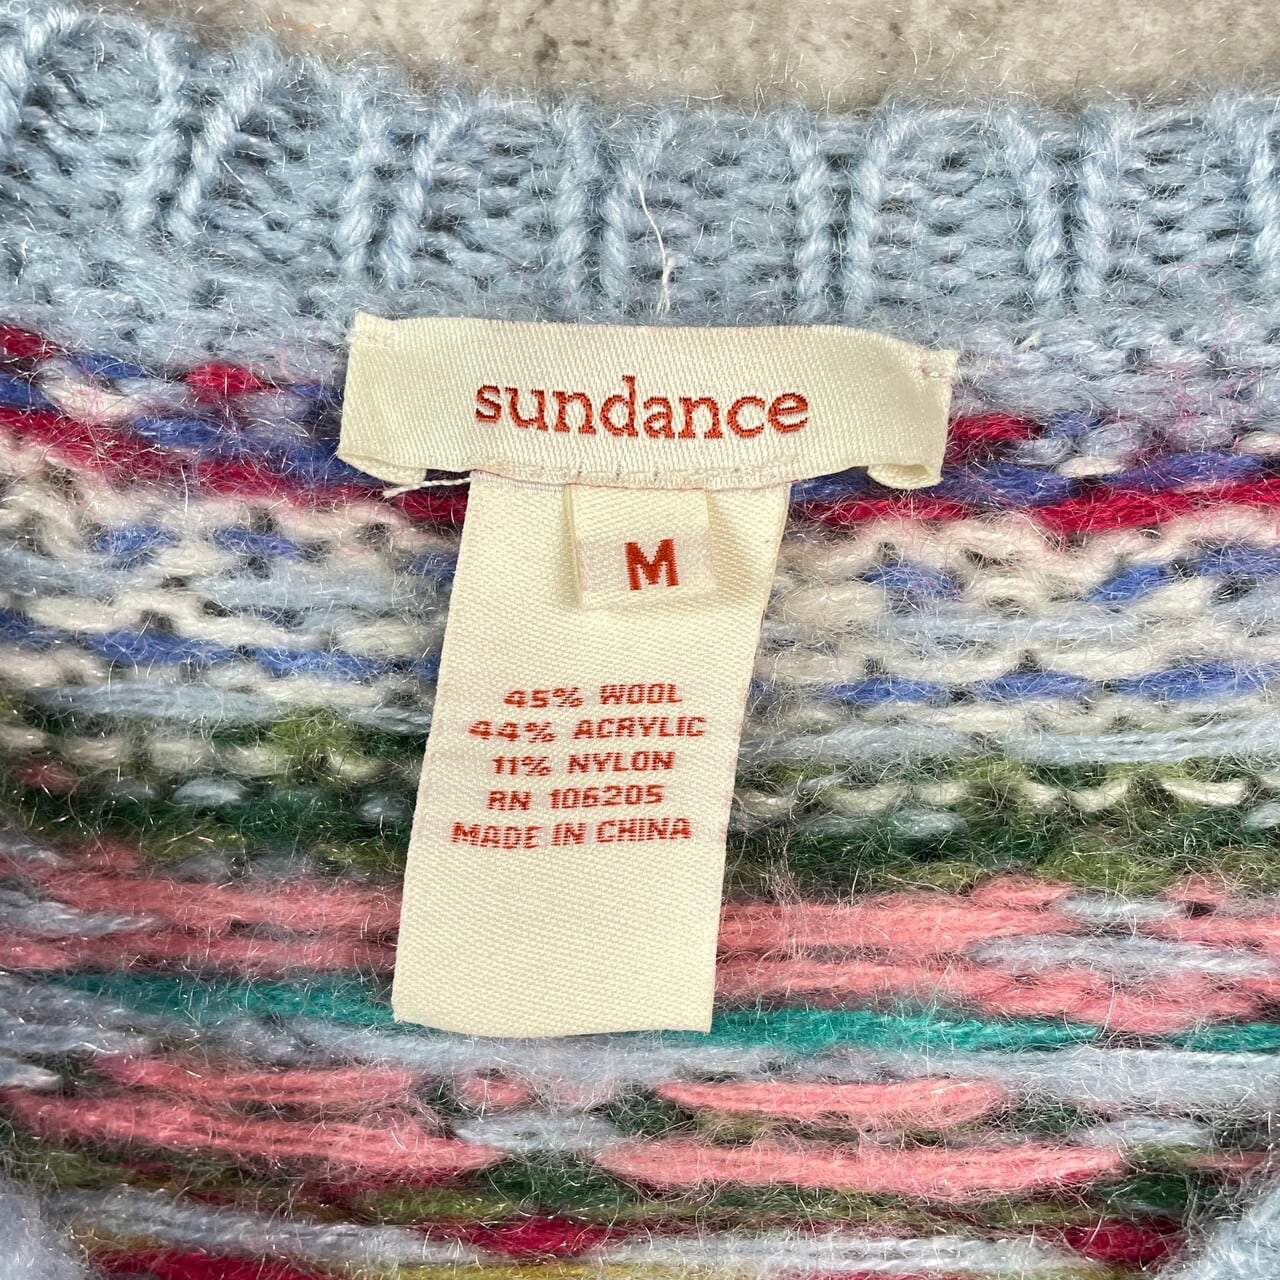 sundance
M
45% WOOL
44% ACRYLIC
11% NYLON
RN 106205
MADE IN CHINA